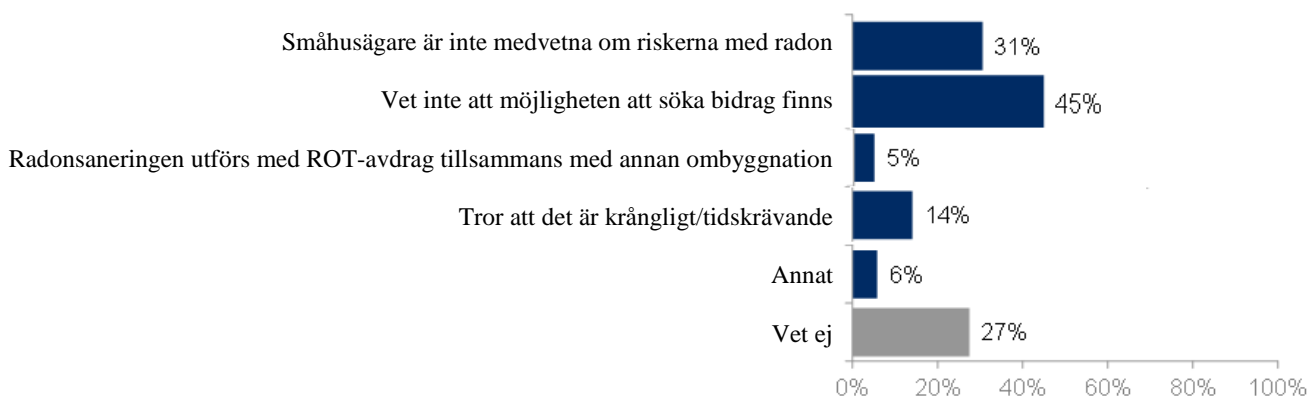 Småhusägare är inte medvetna om riskerna med radon 31%
Vet inte att möjligheten att söka bidrag finns 45%
Radonsaneringen utförs med ROT-avdrag tillsammans med annan ombyggnation 5%
Tror att det är krångligt/tidskrävande 14%
Annat 6%
Vet ej 27%
0% 20% 40% 60% 80% 100%